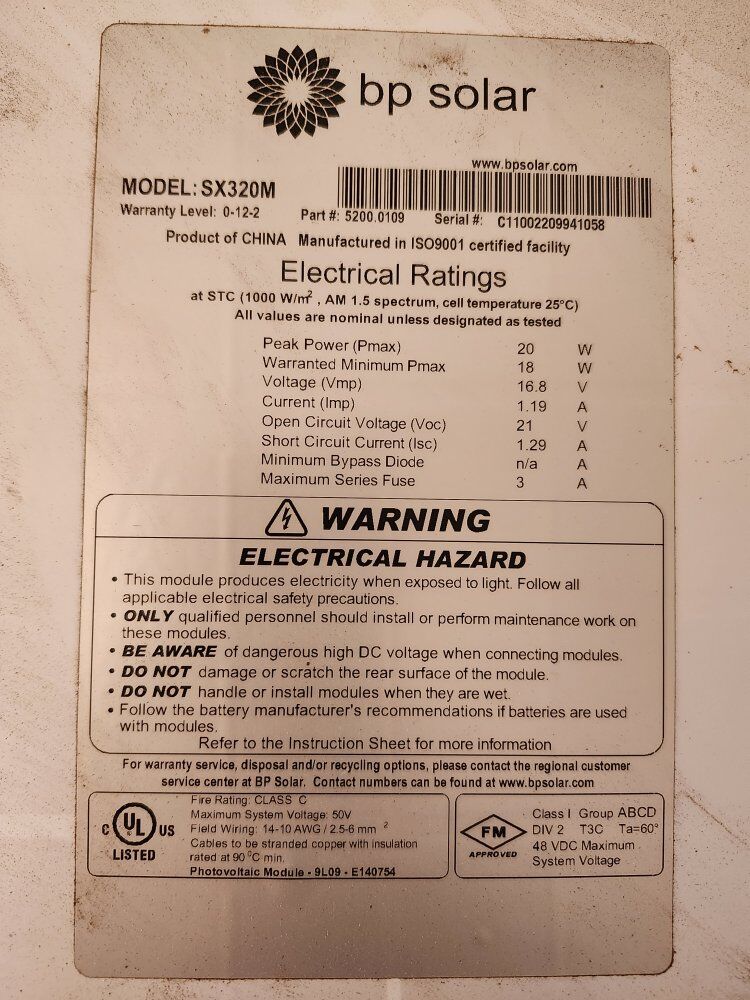 bp solar
www.bpsolar.com
MODEL: SX320M
Warranty Level: 0-12-2 Part #: 5200.0109 Serial #: C11002209941058
Product of CHINA Manufactured in ISO9001 certified facility
Electrical Ratings
at STC (1000 W/m², AM 1.5 spectrum, cell temperature 25°C)
All values are nominal unless designated as tested
Peak Power (Pmax) 20 W
Warranted Minimum Pmax 18 W
Voltage (Vmp) 16.8 V
Current (Imp) 1.19 A
Open Circuit Voltage (Voc) 21 V
Short Circuit Current (Isc) 1.29 A
Minimum Bypass Diode n/a A
Maximum Series Fuse 3 A
WARNING
ELECTRICAL HAZARD
• This module produces electricity when exposed to light. Follow all
applicable electrical safety precautions.
• ONLY qualified personnel should install or perform maintenance work on
these modules.
• BE AWARE of dangerous high DC voltage when connecting modules.
• DO NOT damage or scratch the rear surface of the module.
• DO NOT handle or install modules when they are wet.
• Follow the battery manufacturer's recommendations if batteries are used
with modules.
Refer to the Instruction Sheet for more information
For warranty service, disposal and/or recycling options, please contact the regional customer
service center at BP Solar. Contact numbers can be found at www.bpsolar.com
C UL US
LISTED
Fire Rating: CLASS C
Maximum System Voltage: 50V
Field Wiring: 14-10 AWG / 2.5-6 mm ²
Cables to be stranded copper with insulation
rated at 90 °C min.
Photovoltaic Module - 9L09 - E140754
FM
APPROVED
Class I Group ABCD
DIV 2 T3C Ta=60°
48 VDC Maximum
System Voltage